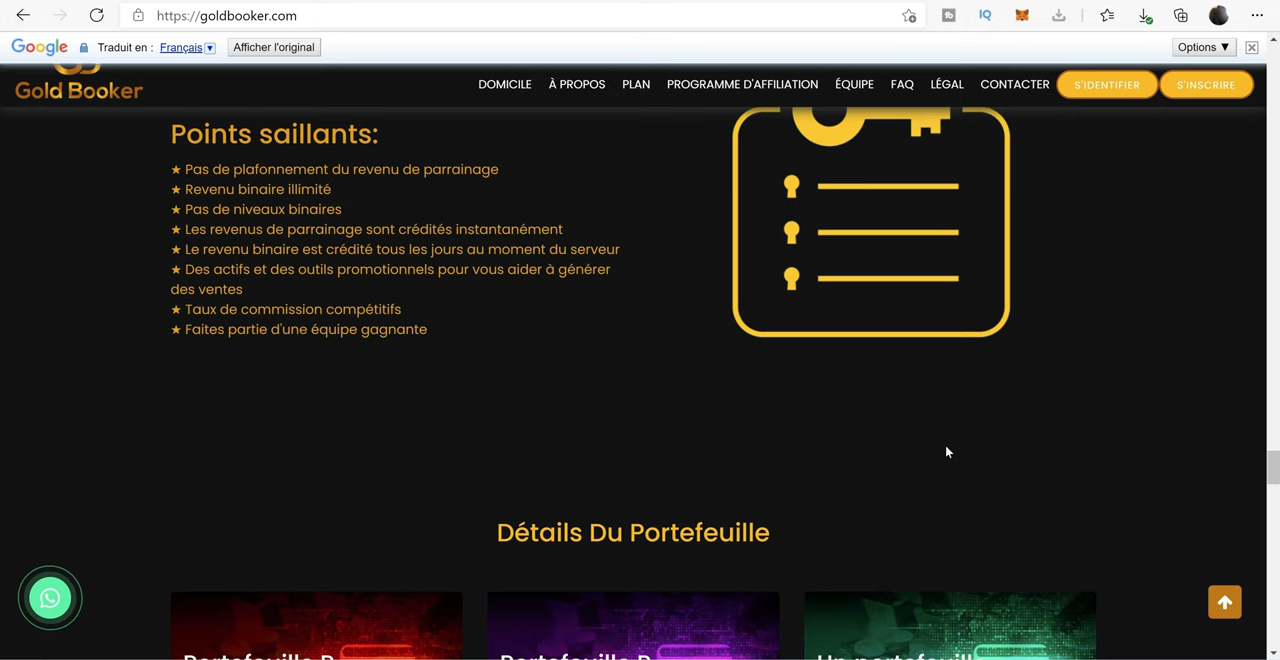 https://goldbooker.com
Google Traduit en : Français Afficher l'original Options ▼
Gold Booker
DOMICILE À PROPOS PLAN PROGRAMME D'AFFILIATION ÉQUIPE FAQ LÉGAL CONTACTER S'IDENTIFIER S'INSCRIRE
Points saillants:
★ Pas de plafonnement du revenu de parrainage
★ Revenu binaire illimité
★ Pas de niveaux binaires
★ Les revenus de parrainage sont crédités instantanément
★ Le revenu binaire est crédité tous les jours au moment du serveur
★ Des actifs et des outils promotionnels pour vous aider à générer
des ventes
★ Taux de commission compétitifs
★ Faites partie d'une équipe gagnante
Détails Du Portefeuille
Portefeuille Portefeuille Un portefeuille